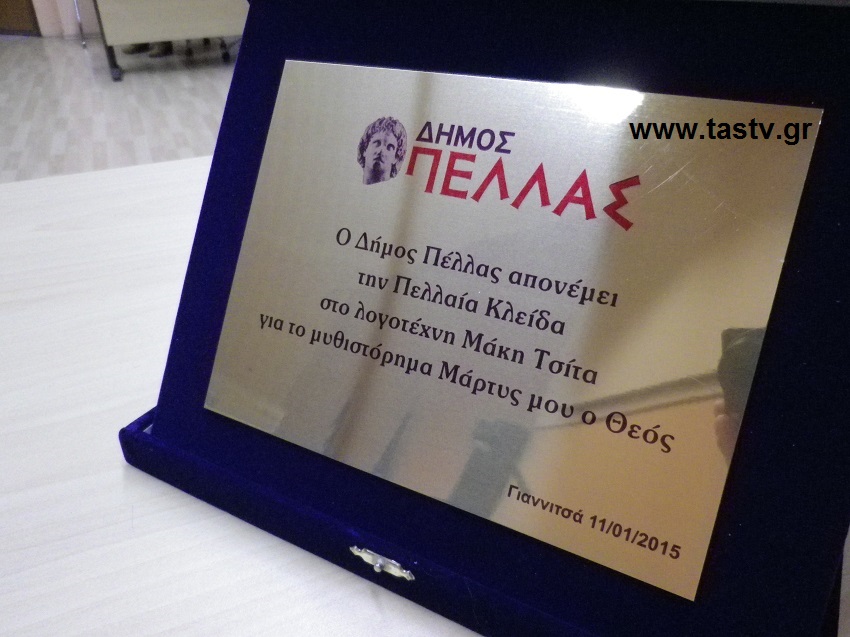 www.tastv.gr
ΔΗΜΟΣ
ΠΕΛΛΑΣ
Ο Δήμος Πέλλας απονέμει
την Πελλαία Κλείδα
στο λογοτέχνη Μάκη Τσίτα
για το μυθιστόρημα Μάρτυς μου ο Θεός
Γιαννιτσά 11/01/2015